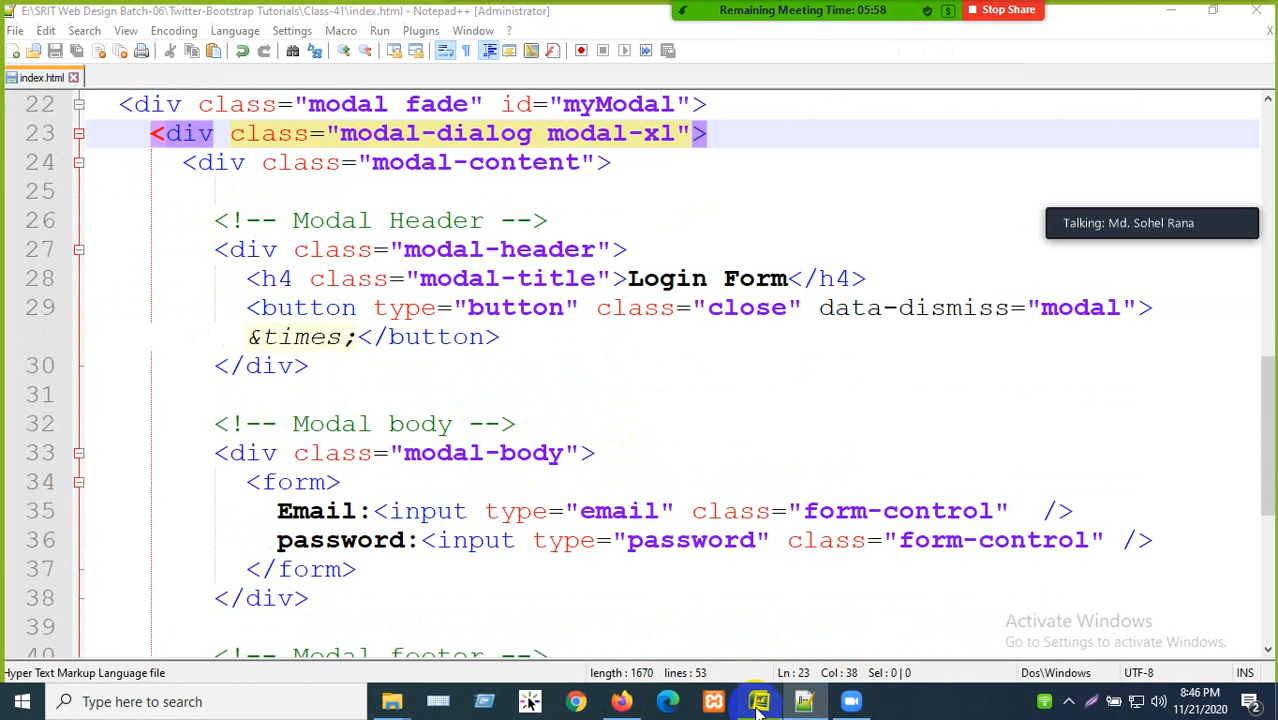 E:\SRIT Web Design Batch-06\Twitter-Bootstrap Tutorials\Class-41\index.html - Notepad++ [Administrator]
Remaining Meeting Time: 05:58
Stop Share
File Edit Search View Encoding Language Settings Macro Run Plugins Window ?
index.html
22 <div class="modal fade" id="myModal">
23 <div class="modal-dialog modal-xl">
24 <div class="modal-content">
25
Talking: Md. Sohel Rana
26 <!-- Modal Header -->
27 <div class="modal-header">
28 <h4 class="modal-title">Login Form</h4>
29 <button type="button" class="close" data-dismiss="modal">
&times;</button>
30 </div>
31
32 <!-- Modal body -->
33 <div class="modal-body">
34 <form>
35 Email:<input type="email" class="form-control" />
36 password:<input type="password" class="form-control" />
37 </form>
38 </div>
39
40 <!-- Modal footer -->
Activate Windows
Go to Settings to activate Windows.
Hyper Text Markup Language file length : 1670 lines : 53 Ln : 23 Col : 38 Sel : 0 | 0 Dos\Windows UTF-8 INS
Type here to search
8:46 PM
11/21/2020
2